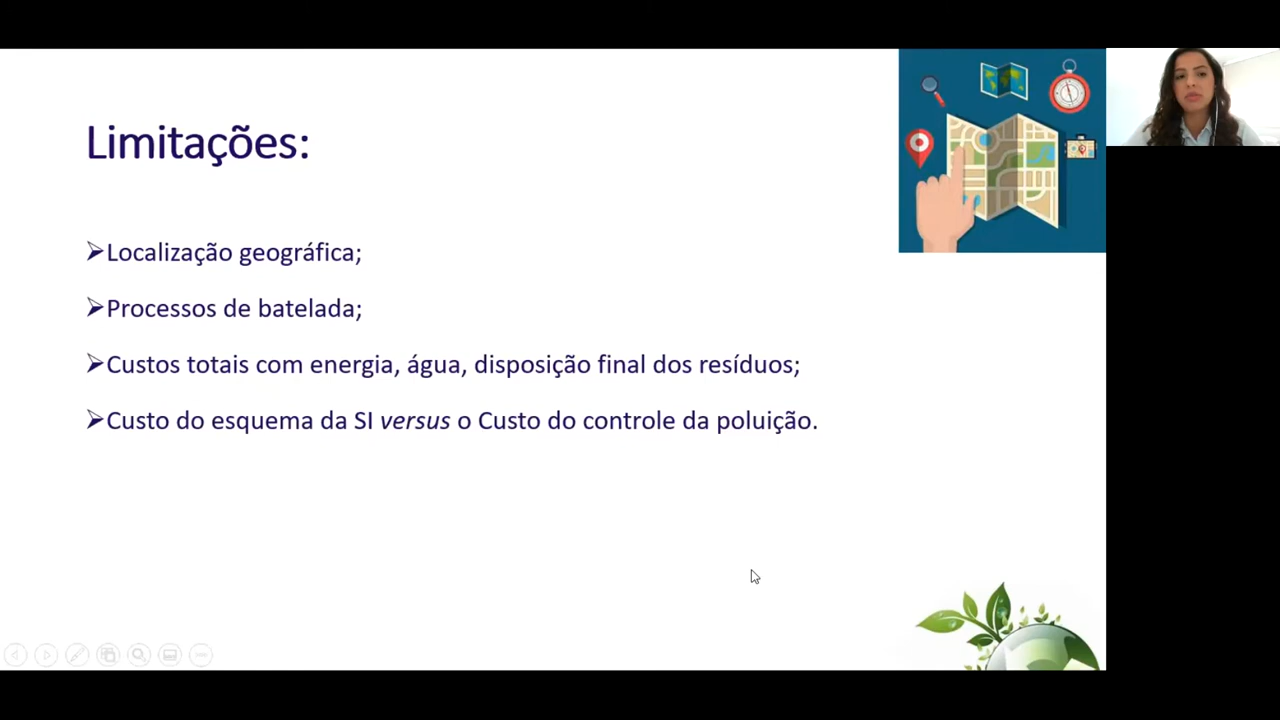 Limitações:
➢Localização geográfica;
➢Processos de batelada;
➢Custos totais com energia, água, disposição final dos resíduos;
➢Custo do esquema da SI versus o Custo do controle da poluição.